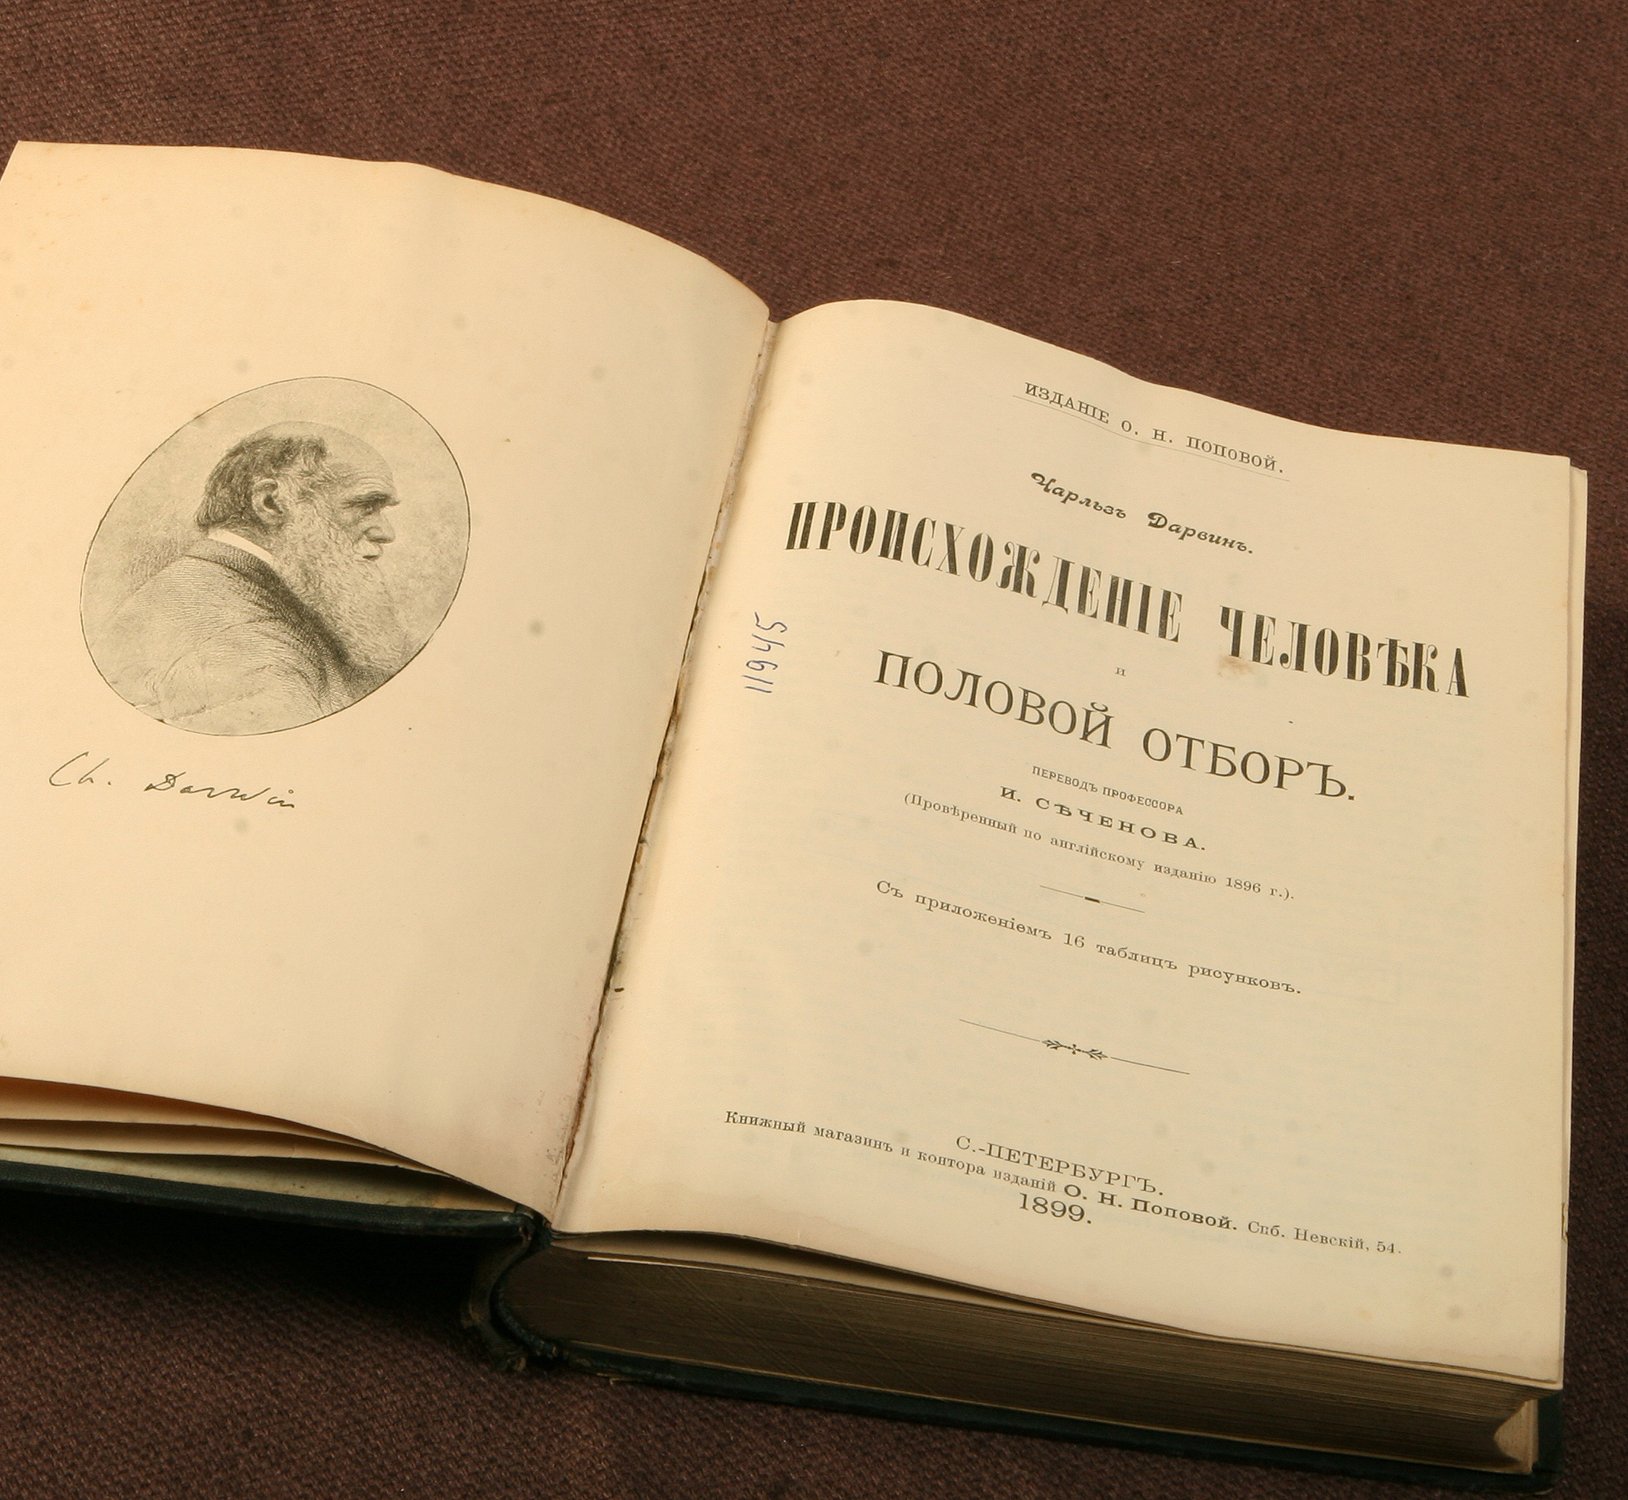 Ch. Darwin
ИЗДАНІЕ О. Н. ПОПОВОЙ.
Чарльзъ Дарвинъ.
ПРОИСХОЖДЕНІЕ ЧЕЛОВѢКА
и
ПОЛОВОЙ ОТБОРЪ.
ПЕРЕВОДЪ ПРОФЕССОРА
И. СѢЧЕНОВА.
(Провѣренный по англійскому изданію 1896 г.).
Съ приложеніемъ 16 таблицъ рисунковъ.
С.-ПЕТЕРБУРГЪ.
Книжный магазинъ и контора изданій О. Н. Поповой. Спб. Невскій, 54.
1899.
11945